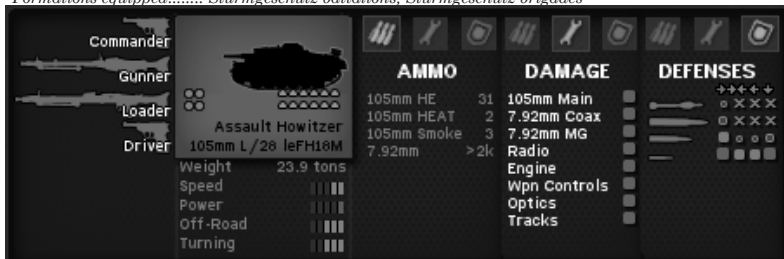 Formations equipped........ Sturmgeschütz battalions, Sturmgeschütz brigades
Commander
Gunner
Loader
Driver
Assault Howitzer
105mm L/28 leFH18M
Weight 23.9 tons
Speed
Power
Off-Road
Turning
AMMO
105mm HE 31
105mm HEAT 2
105mm Smoke 3
7.92mm >2k
DAMAGE
105mm Main
7.92mm Coax
7.92mm MG
Radio
Engine
Wpn Controls
Optics
Tracks
DEFENSES